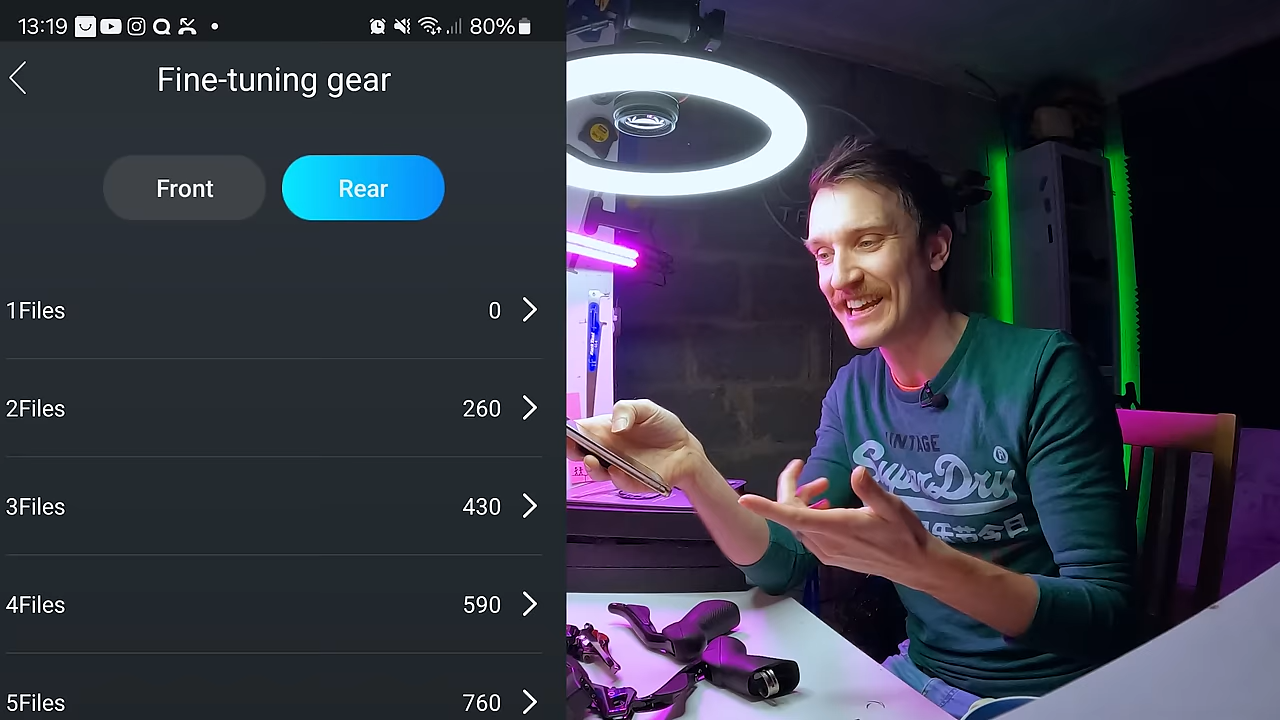 13:19
80%
Fine-tuning gear
Front
Rear
1Files
0
2Files
260
3Files
430
4Files
590
5Files
760
VINTAGE
SuperDry